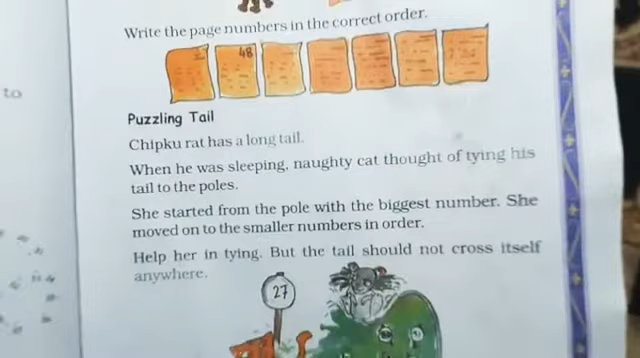 to
Write the page numbers in the correct order.
48
Puzzling Tail
Chipku rat has a long tail.
When he was sleeping, naughty cat thought of tying his
tail to the poles.
She started from the pole with the biggest number. She
moved on to the smaller numbers in order.
Help her in tying. But the tail should not cross itself
anywhere.
27